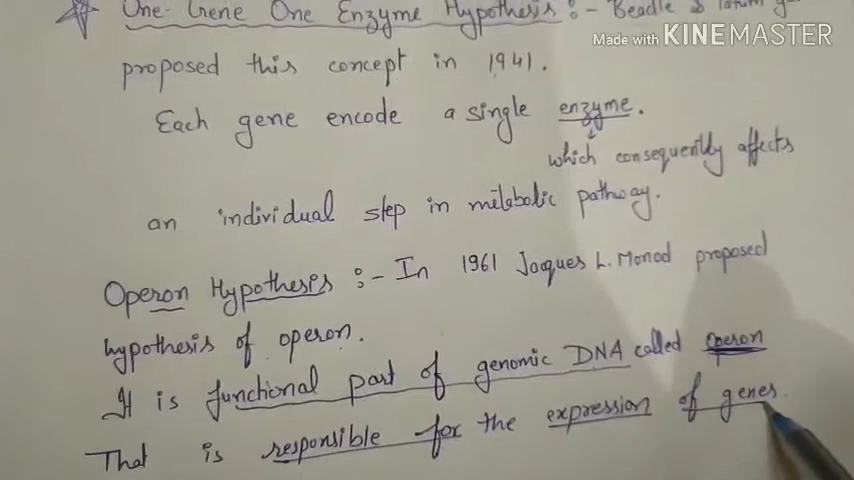 One Gene One Enzyme Hypothesis :- Beadle &
Made with KINEMASTER
proposed this concept in 1941.
Each gene encode a single enzyme.
which consequently affects
an individual step in metabolic pathway.
Operon Hypothesis :- In 1961 Jaques L. Monod proposed
hypothesis of operon.
It is functional part of genomic DNA called operon
That is responsible for the expression of genes.